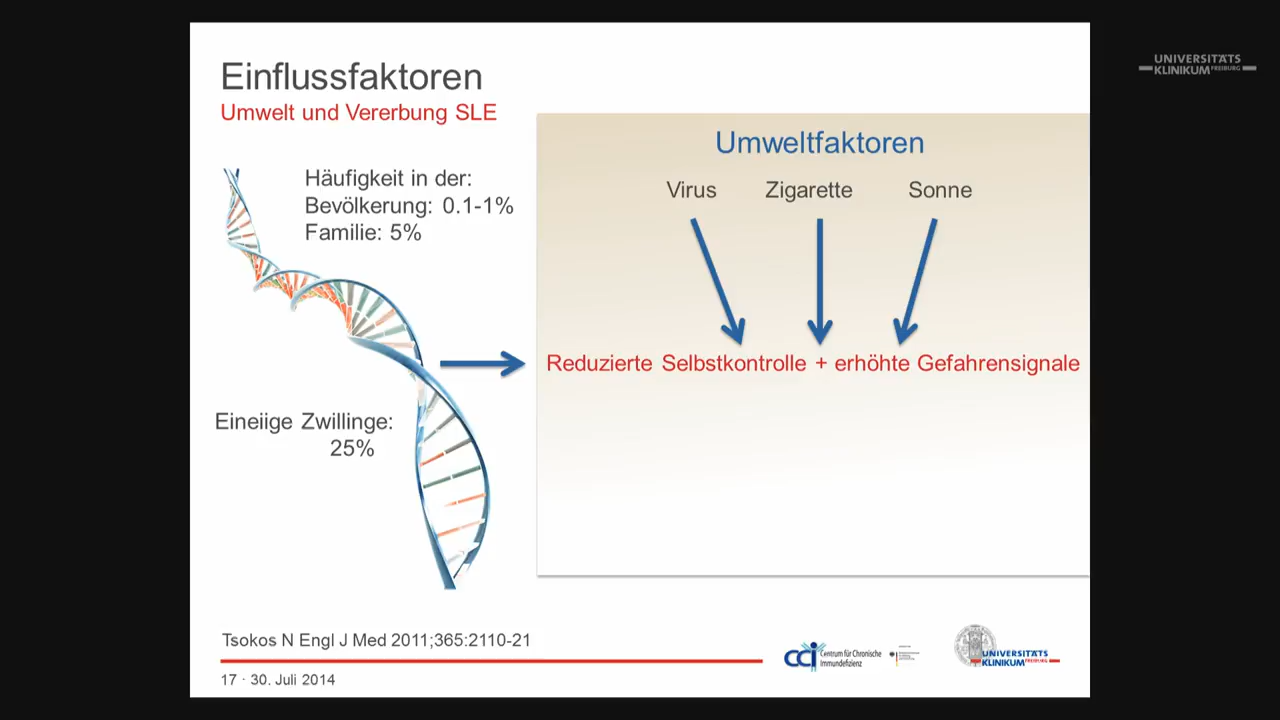 Einflussfaktoren
Umwelt und Vererbung SLE
UNIVERSITÄTS
KLINIKUM FREIBURG
Häufigkeit in der:
Bevölkerung: 0.1-1%
Familie: 5%
Eineiige Zwillinge:
25%
Umweltfaktoren
Virus Zigarette Sonne
Reduzierte Selbstkontrolle + erhöhte Gefahrensignale
Tsokos N Engl J Med 2011;365:2110-21
17 · 30. Juli 2014
cci Centrum für Chronische
Immundefizienz
UNIVERSITÄTS
KLINIKUM FREIBURG